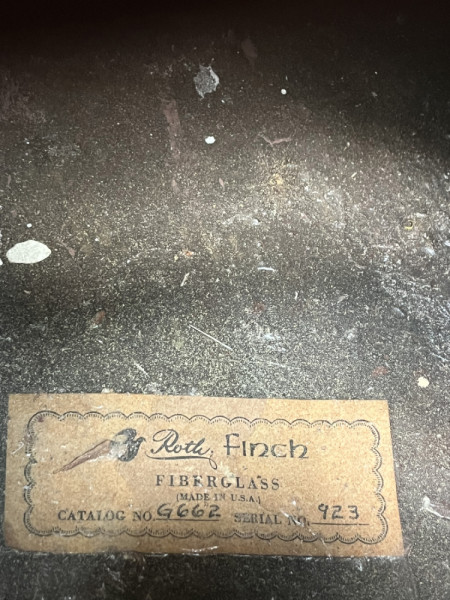 Roth Finch
FIBERGLASS
(MADE IN U.S.A.)
CATALOG NO. G662 SERIAL NO. 923